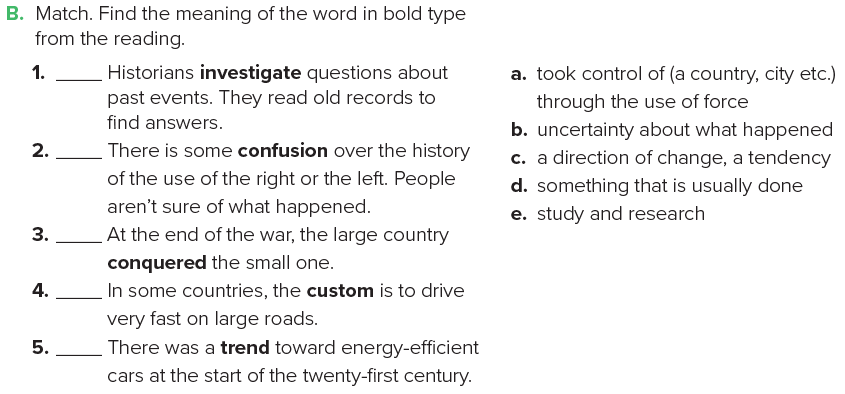 B. Match. Find the meaning of the word in bold type
from the reading.
1. _____ Historians investigate questions about
past events. They read old records to
find answers.
2. _____ There is some confusion over the history
of the use of the right or the left. People
aren't sure of what happened.
3. _____ At the end of the war, the large country
conquered the small one.
4. _____ In some countries, the custom is to drive
very fast on large roads.
5. _____ There was a trend toward energy-efficient
cars at the start of the twenty-first century.
a. took control of (a country, city etc.)
through the use of force
b. uncertainty about what happened
c. a direction of change, a tendency
d. something that is usually done
e. study and research